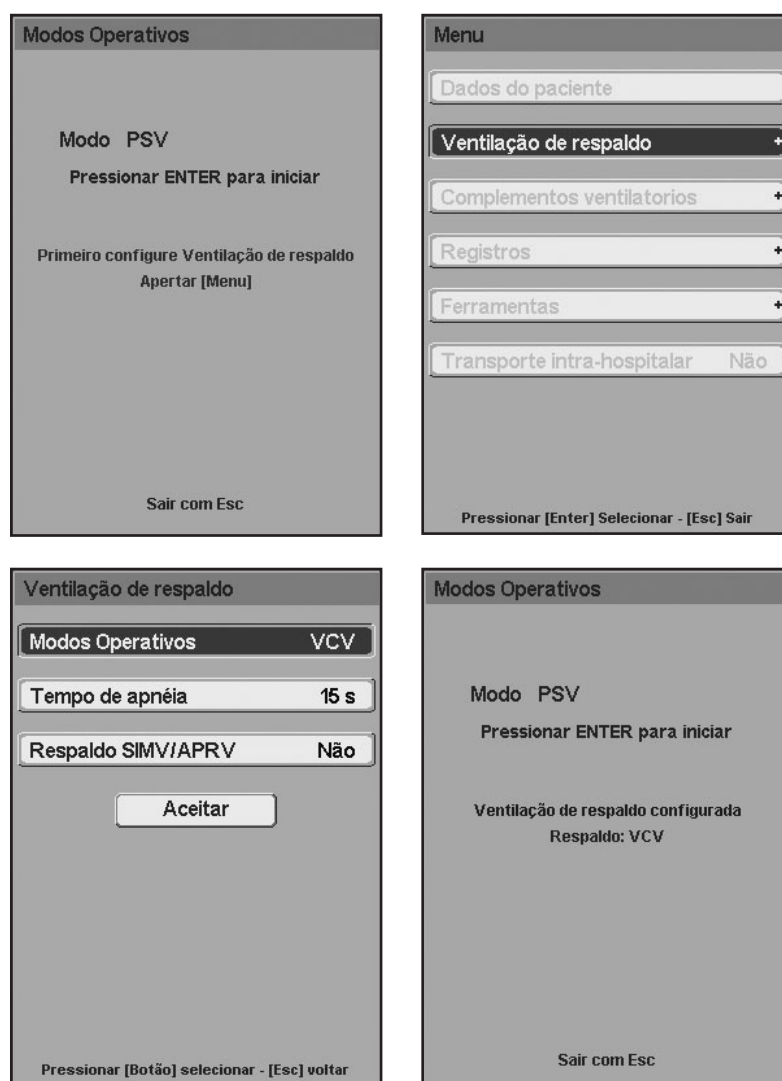 Modos Operativos
Modo PSV
Pressionar ENTER para iniciar
Primeiro configure Ventilação de respaldo
Apertar [Menu]
Sair com Esc
Menu
Dados do paciente
Ventilação de respaldo +
Complementos ventilatorios +
Registros +
Ferramentas +
Transporte intra-hospitalar Não
Pressionar [Enter] Selecionar - [Esc] Sair
Ventilação de respaldo
Modos Operativos VCV
Tempo de apnéia 15 s
Respaldo SIMV/APRV Não
Aceitar
Pressionar [Botão] selecionar - [Esc] voltar
Modos Operativos
Modo PSV
Pressionar ENTER para iniciar
Ventilação de respaldo configurada
Respaldo: VCV
Sair com Esc